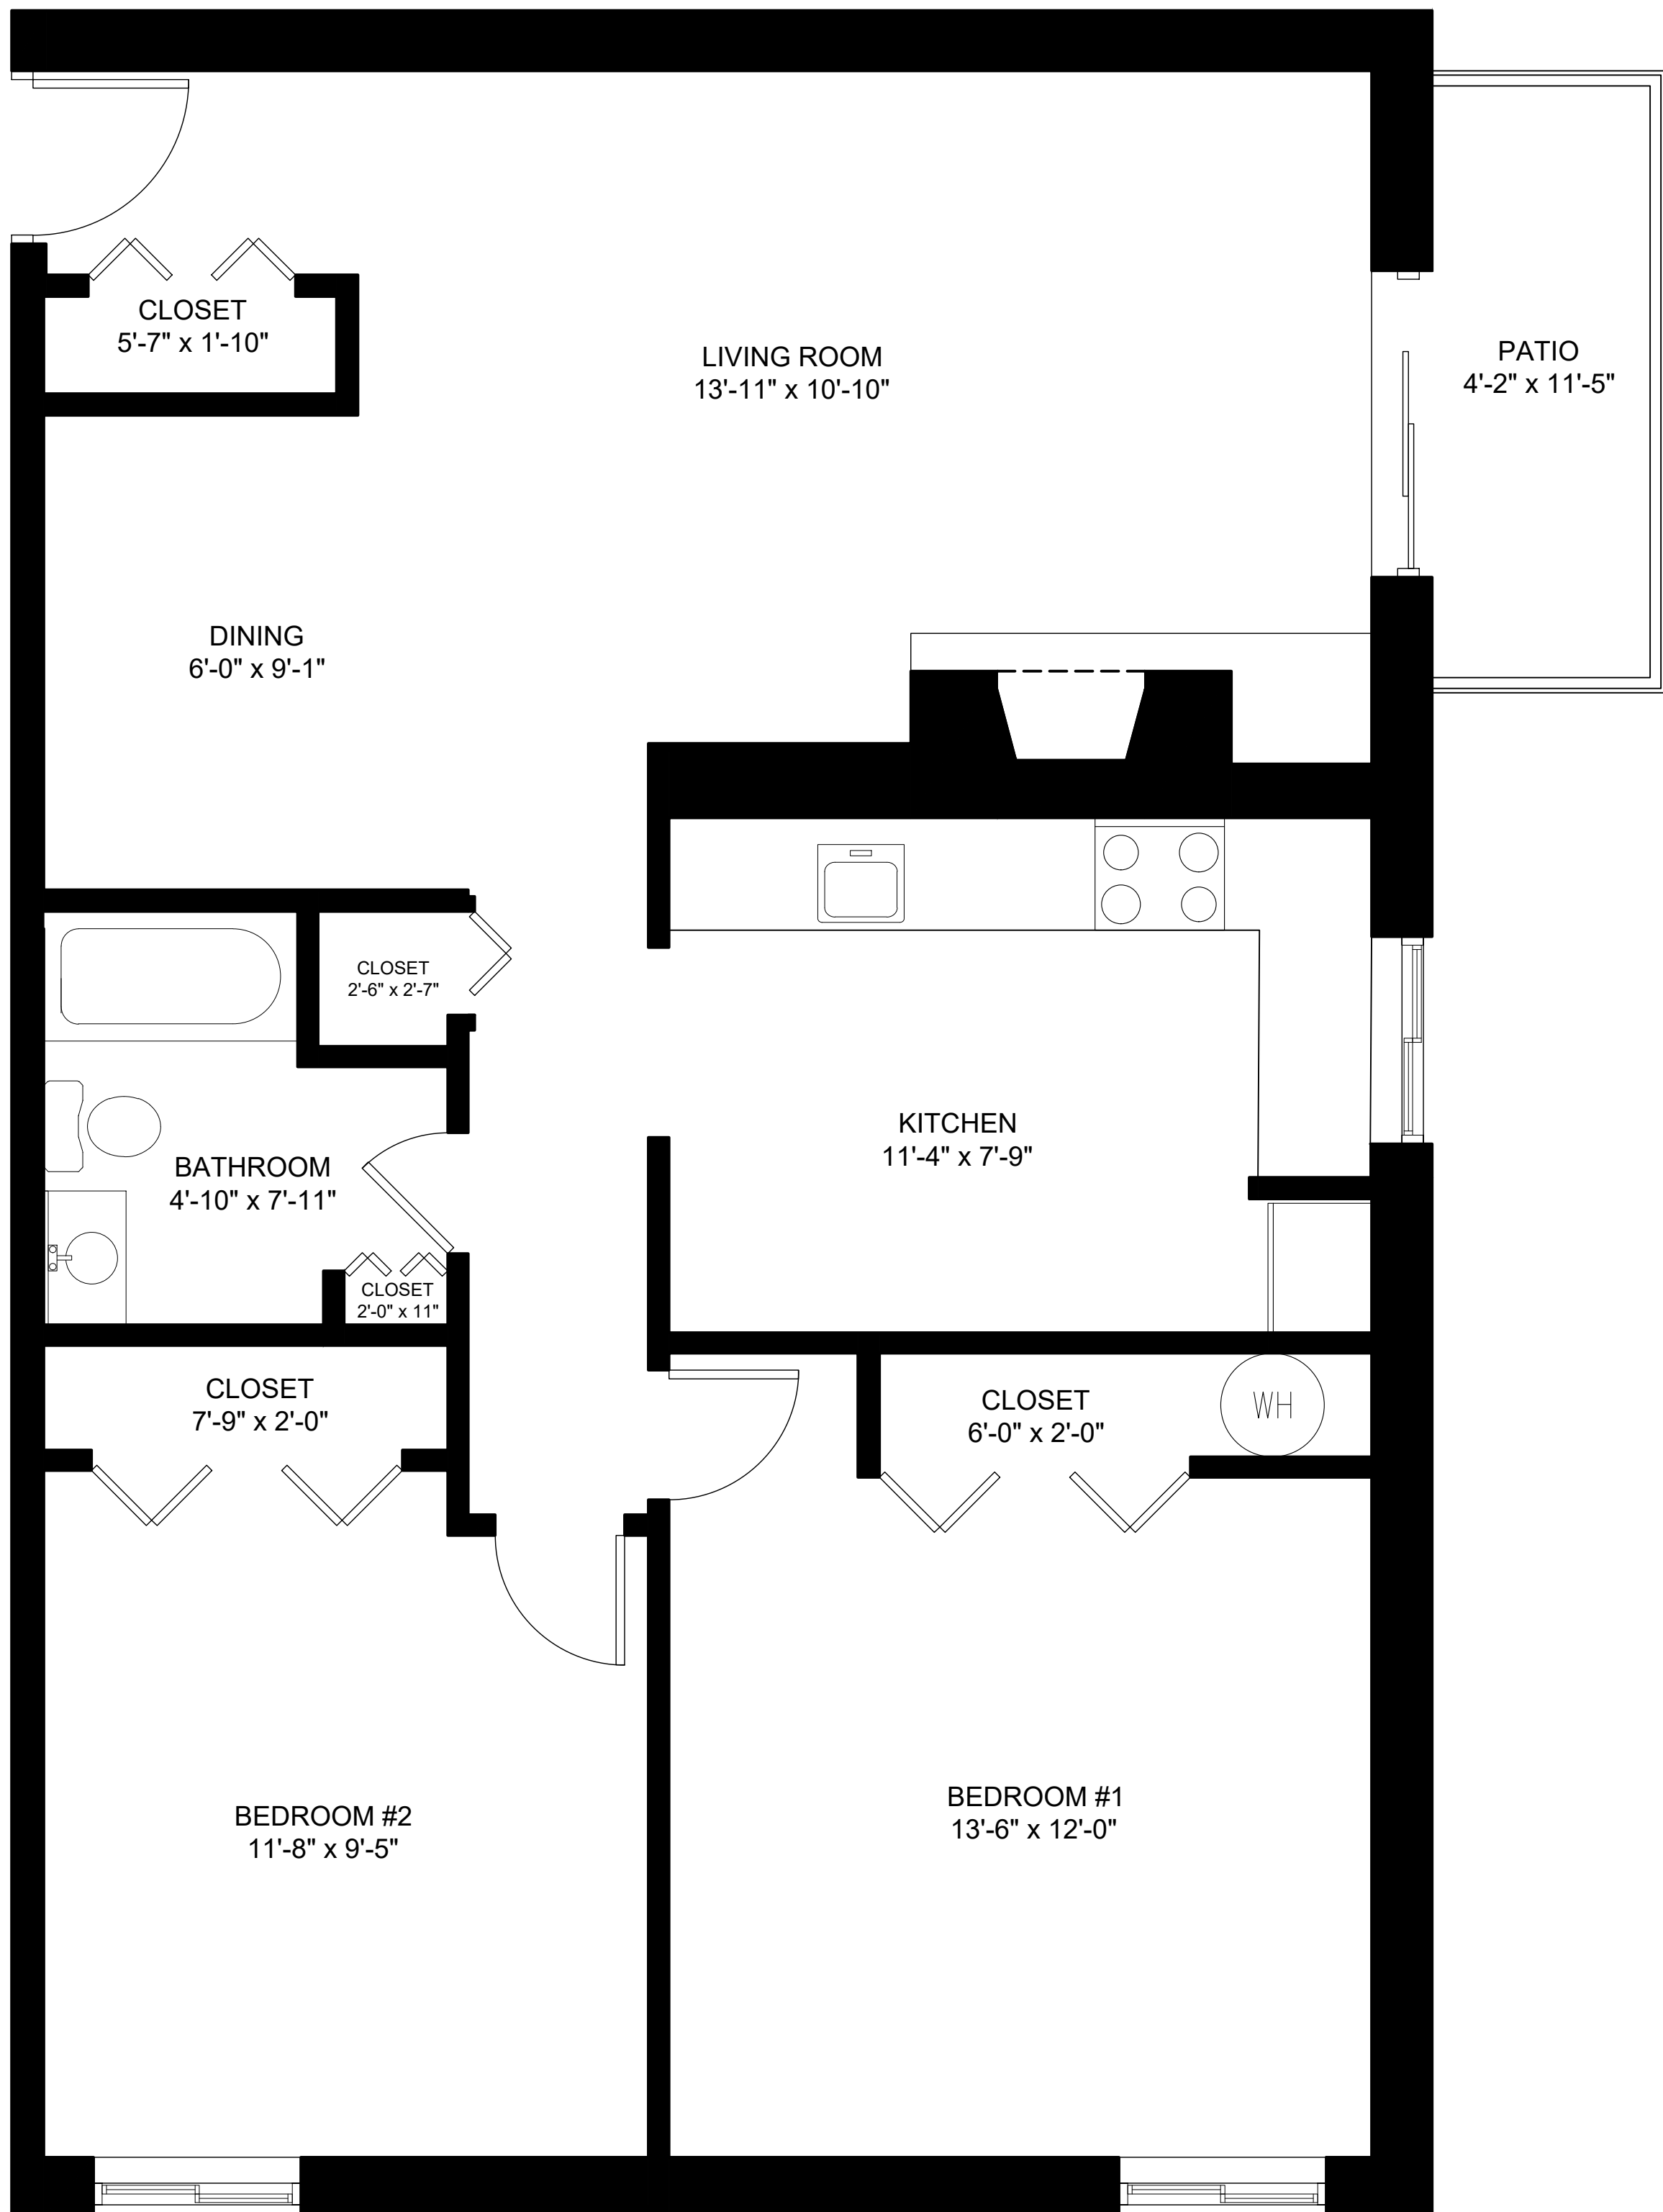 CLOSET
5'-7" x 1'-10"
LIVING ROOM
13'-11" x 10'-10"
PATIO
4'-2" x 11'-5"
DINING
6'-0" x 9'-1"
CLOSET
2'-6" x 2'-7"
KITCHEN
11'-4" x 7'-9"
BATHROOM
4'-10" x 7'-11"
CLOSET
2'-0" x 11"
CLOSET
7'-9" x 2'-0"
CLOSET
6'-0" x 2'-0"
WH
BEDROOM #2
11'-8" x 9'-5"
BEDROOM #1
13'-6" x 12'-0"